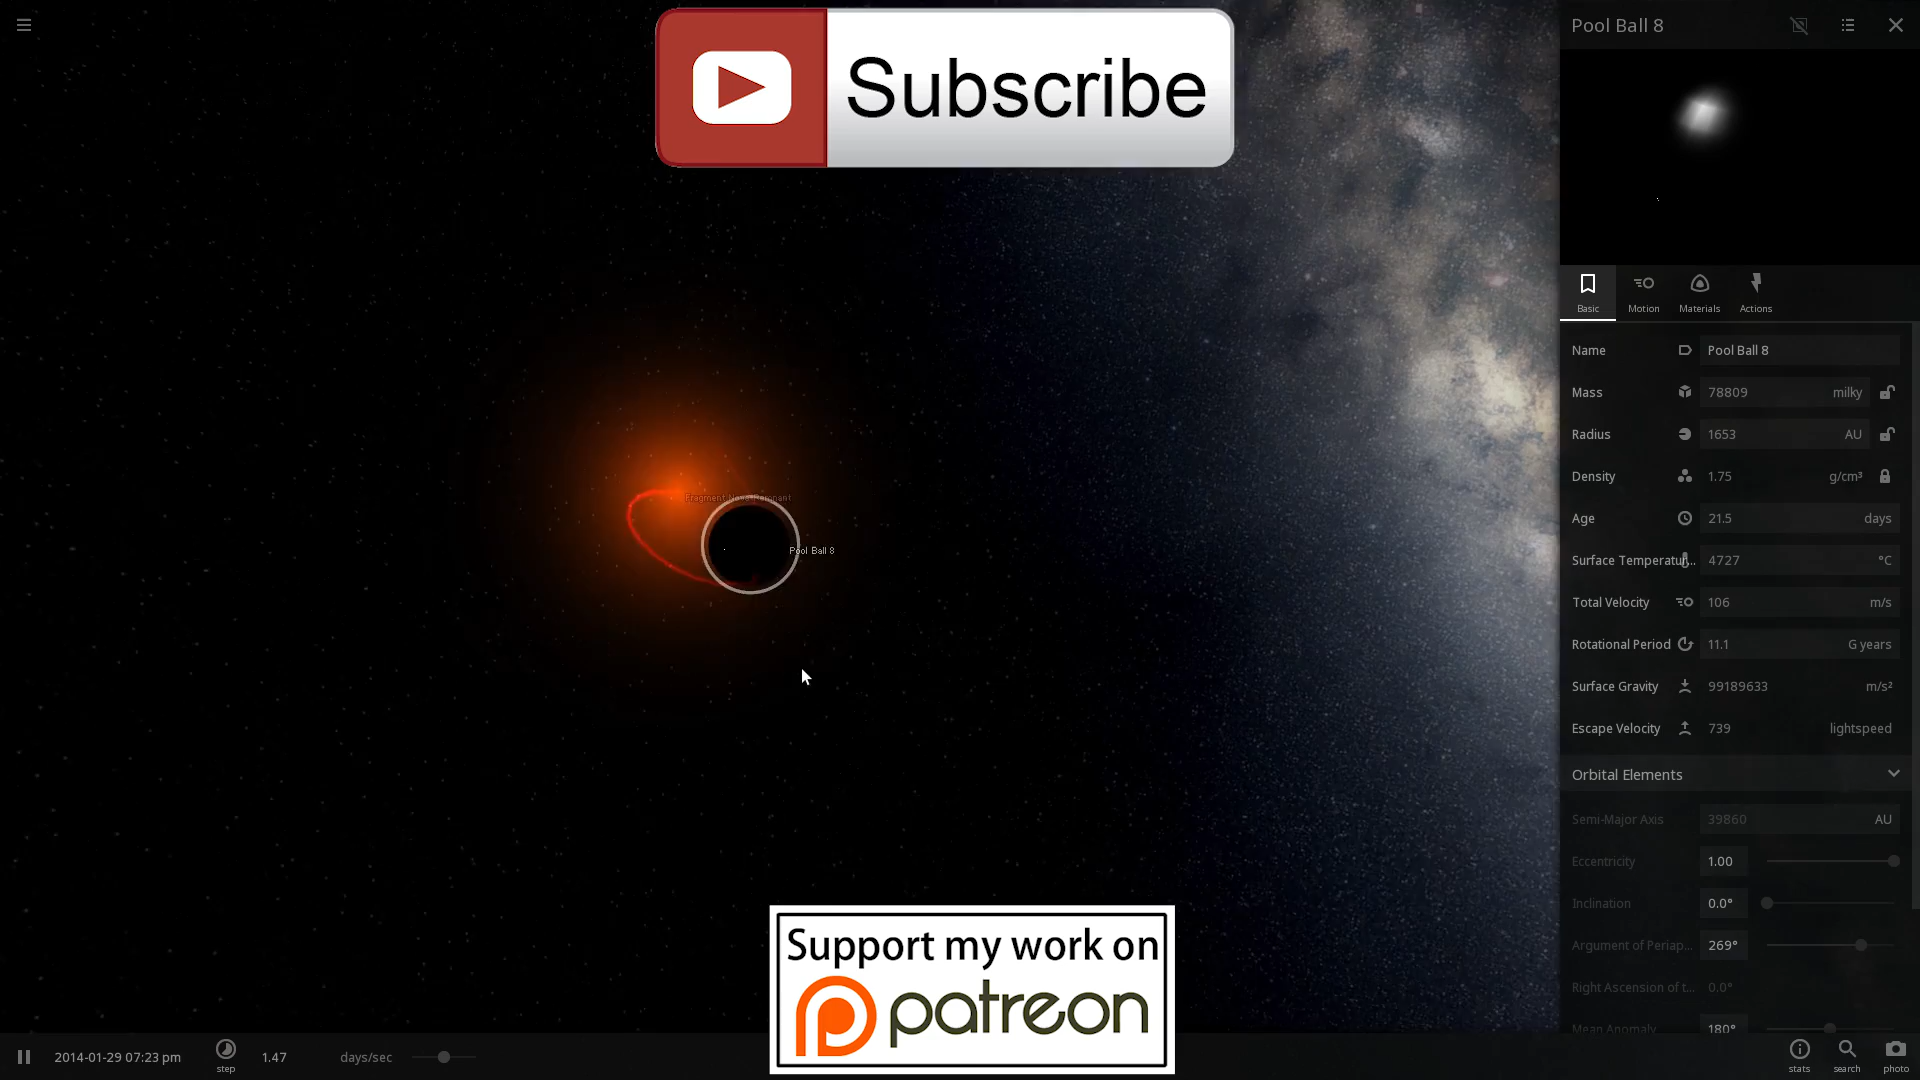 Subscribe
Pool Ball 8
Basic
Motion
Materials
Actions
Name Pool Ball 8
Mass 78809 milky
Radius 1653 AU
Density 1.75 g/cm³
Age 21.5 days
Surface Temperatur... 4727 °C
Total Velocity 106 m/s
Rotational Period 11.1 G years
Surface Gravity 99189633 m/s²
Escape Velocity 739 lightspeed
Orbital Elements
Semi-Major Axis 39860 AU
Eccentricity 1.00
Inclination 0.0°
Argument of Periap... 269°
Right Ascension of t... 0.0°
Mean Anomaly 180°
Fragment Nova Remnant
Pool Ball 8
Support my work on
patreon
2014-01-29 07:23 pm
step
1.47 days/sec
stats
search
photo